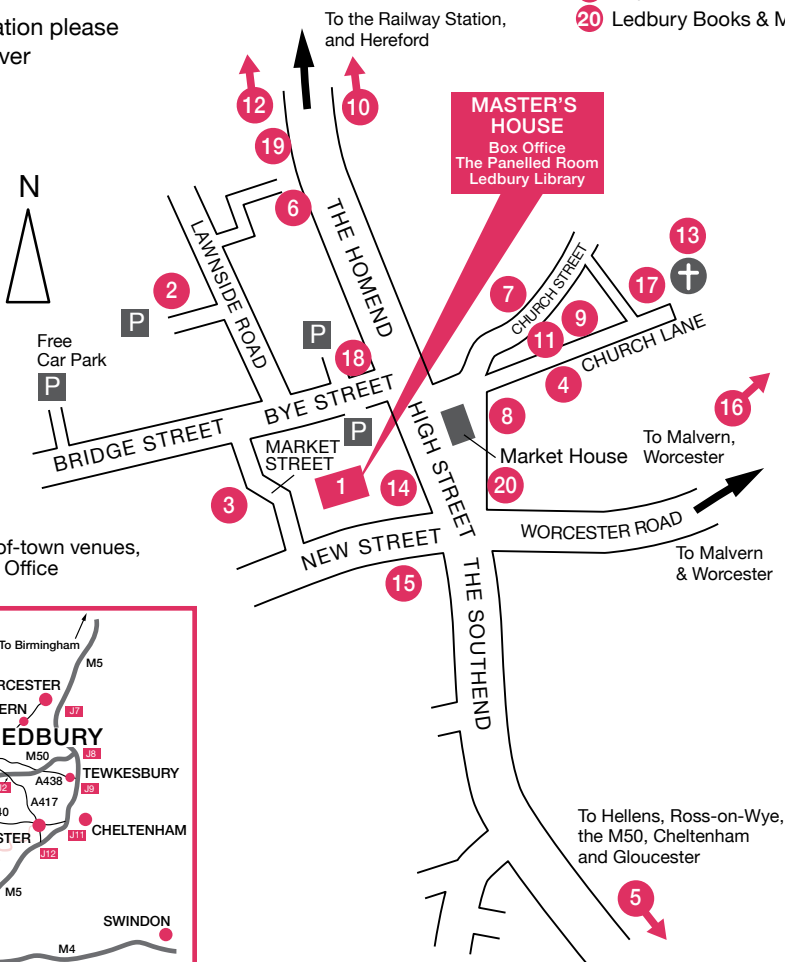 ation please
ver
To the Railway Station,
and Hereford
20 Ledbury Books & M
12
10
19
MASTER'S
HOUSE
Box Office
The Panelled Room
Ledbury Library
N
6
THE HOMEND
LAWNSIDE ROAD
2
P
P
Free
Car Park
P
18
7
CHURCH STREET
13
17
9
11
CHURCH LANE
4
BYE STREET
BRIDGE STREET
P
MARKET
STREET
HIGH STREET
8
Market House
16
To Malvern,
Worcester
1
14
20
3
NEW STREET
WORCESTER ROAD
To Malvern
& Worcester
15
THE SOUTHEND
of-town venues,
Office
To Birmingham
M5
RCESTER
ERN
J7
EDBURY
M50
J8
TEWKESBURY
A438
J9
A417
40
STER
J11
CHELTENHAM
J12
M5
SWINDON
M4
To Hellens, Ross-on-Wye,
the M50, Cheltenham
and Gloucester
5